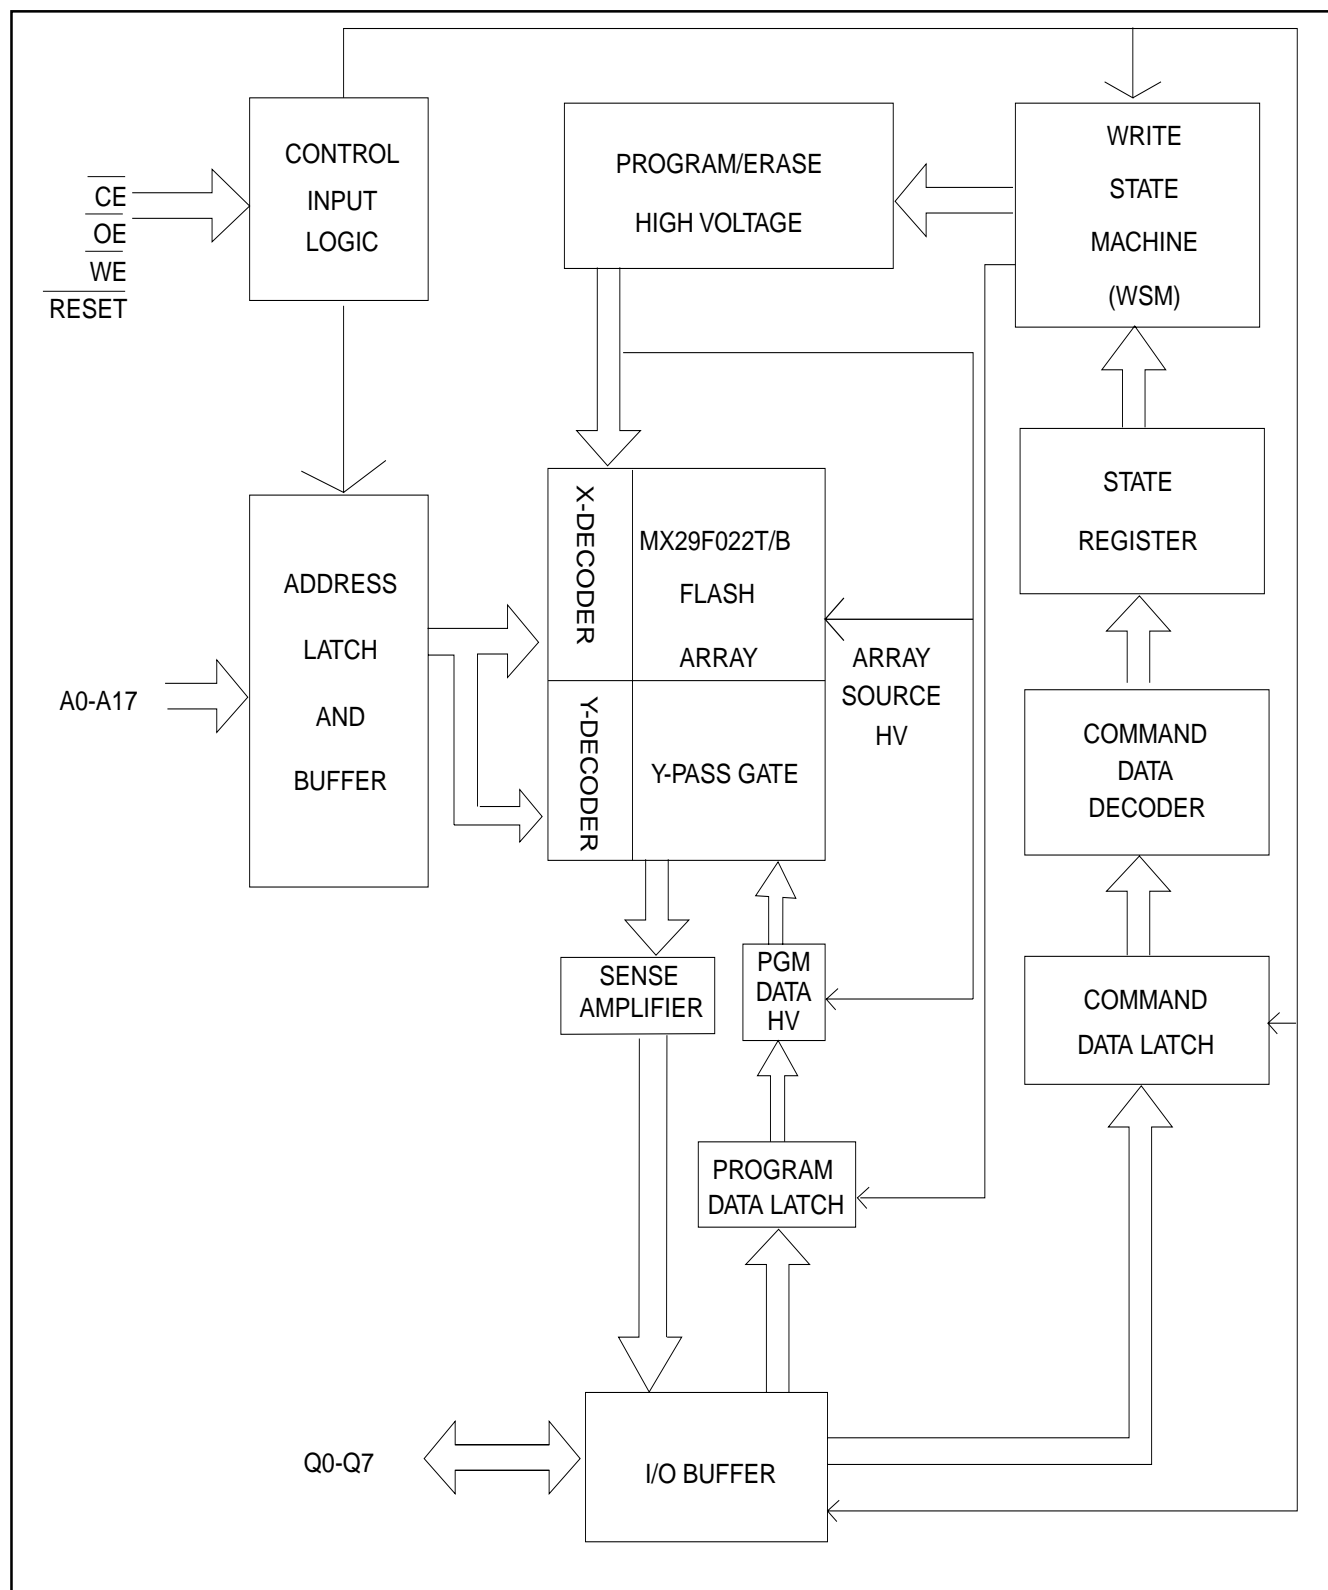 CONTROL
INPUT
LOGIC
CE
OE
WE
RESET
PROGRAM/ERASE
HIGH VOLTAGE
WRITE
STATE
MACHINE
(WSM)
STATE
REGISTER
ADDRESS
LATCH
AND
BUFFER
A0-A17
X-DECODER
MX29F022T/B
FLASH
ARRAY
Y-DECODER
Y-PASS GATE
ARRAY
SOURCE
HV
COMMAND
DATA
DECODER
SENSE
AMPLIFIER
PGM
DATA
HV
COMMAND
DATA LATCH
PROGRAM
DATA LATCH
Q0-Q7
I/O BUFFER